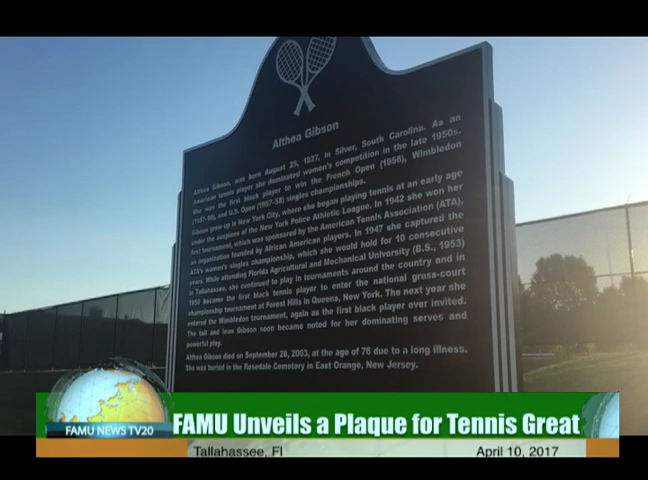 Althea Gibson
Althea Gibson, was born August 25, 1927, in Silver, South Carolina. As an
American tennis player she dominated women's competition in the late 1950s.
She was the first black player to win the French Open (1956), Wimbledon
(1957-58), and U.S. Open (1957-58) singles championships.
Gibson grew up in New York City, where she began playing tennis at an early age
under the auspices of the New York Police Athletic League. In 1942 she won her
first tournament, which was sponsored by the American Tennis Association (ATA),
an organization founded by African American players. In 1947 she captured the
ATA's women's singles championship, which she would hold for 10 consecutive
years. While attending Florida Agricultural and Mechanical University (B.S., 1953)
in Tallahassee, she continued to play in tournaments around the country and in
1950 became the first black tennis player to enter the national grass-court
championship tournament at Forest Hills in Queens, New York. The next year she
entered the Wimbledon tournament, again as the first black player ever invited.
The tall and lean Gibson soon became noted for her dominating serves and
powerful play.
Althea Gibson died on September 28, 2003, at the age of 76 due to a long illness.
She was buried in the Rosedale Cemetery in East Orange, New Jersey.
FAMU Unveils a Plaque for Tennis Great
FAMU NEWS TV20
Tallahassee, Fl
April 10, 2017